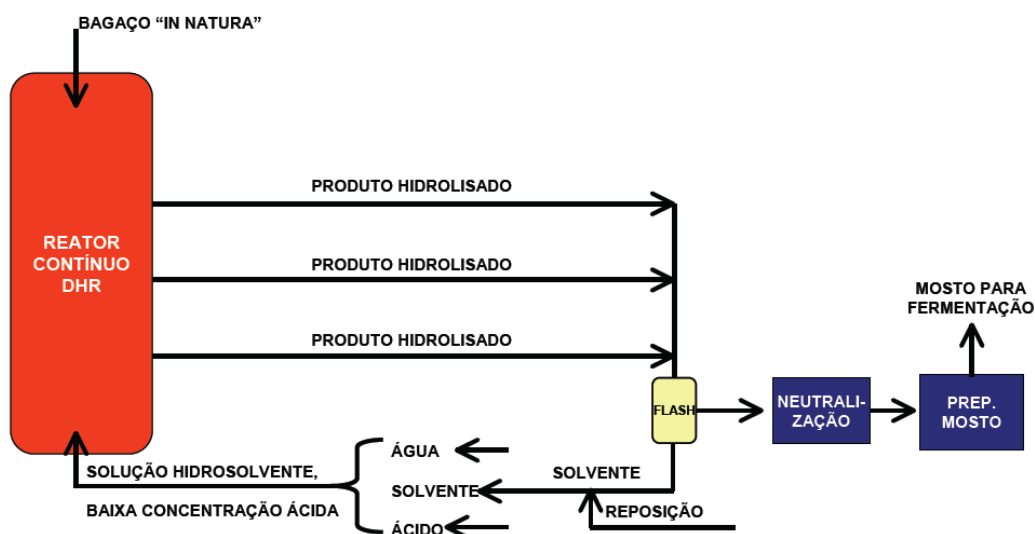 BAGAÇO “IN NATURA”
PRODUTO HIDROLISADO
REATOR
CONTÍNUO
DHR
PRODUTO HIDROLISADO
PRODUTO HIDROLISADO
MOSTO PARA
FERMENTAÇÃO
FLASH
NEUTRALI-
ZAÇÃO
PREP.
MOSTO
ÁGUA
SOLUÇÃO HIDROSOLVENTE,
BAIXA CONCENTRAÇÃO ÁCIDA
SOLVENTE
SOLVENTE
REPOSIÇÃO
ÁCIDO